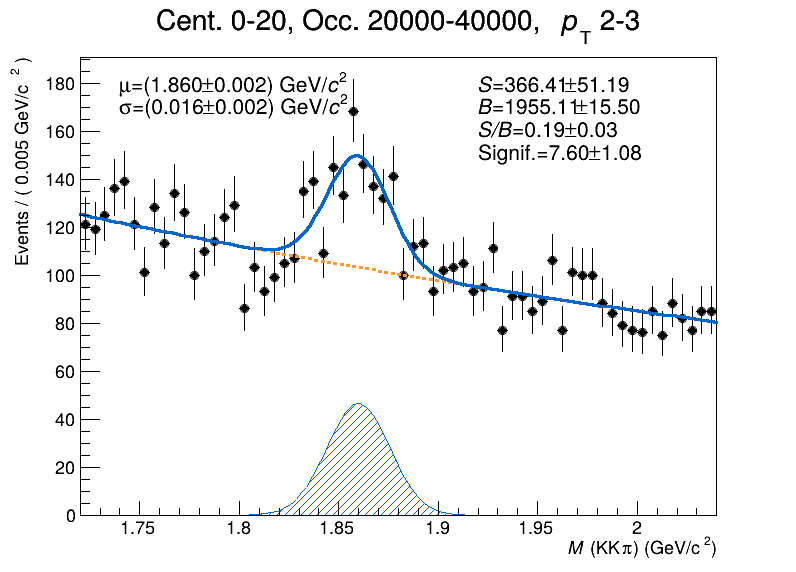 Cent. 0-20, Occ. 20000-40000, pT 2-3
Events / ( 0.005 GeV/c² )
μ=(1.860±0.002) GeV/c²
σ=(0.016±0.002) GeV/c²
S=366.41±51.19
B=1955.11±15.50
S/B=0.19±0.03
Signif.=7.60±1.08
180
160
140
120
100
80
60
40
20
0
1.75 1.8 1.85 1.9 1.95 2
M (KKπ) (GeV/c²)